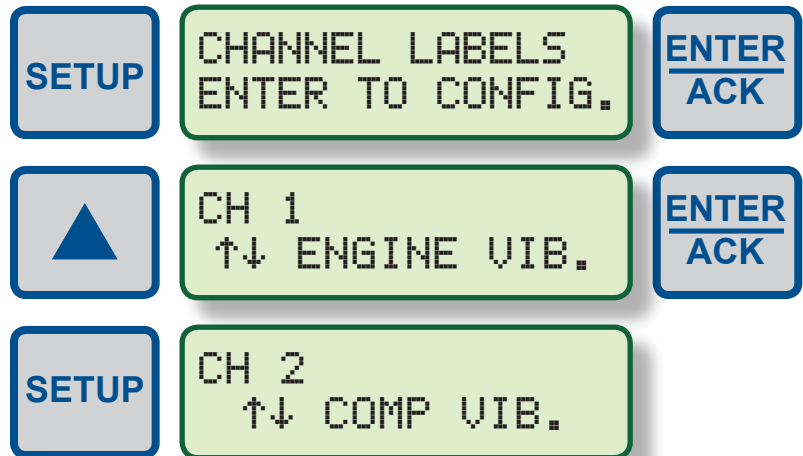 SETUP
CHANNEL LABELS
ENTER TO CONFIG.
ENTER
ACK
CH 1
↑↓ ENGINE VIB.
ENTER
ACK
SETUP
CH 2
↑↓ COMP VIB.